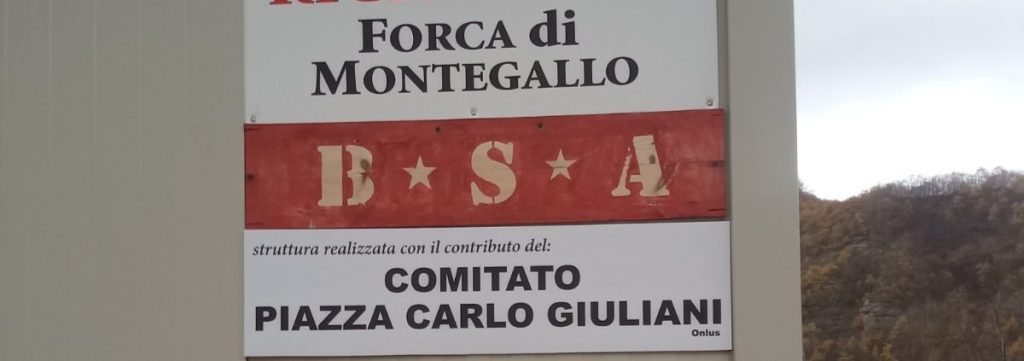 FORCA di
MONTEGALLO
B★S★A
struttura realizzata con il contributo del:
COMITATO
PIAZZA CARLO GIULIANI
Onlus